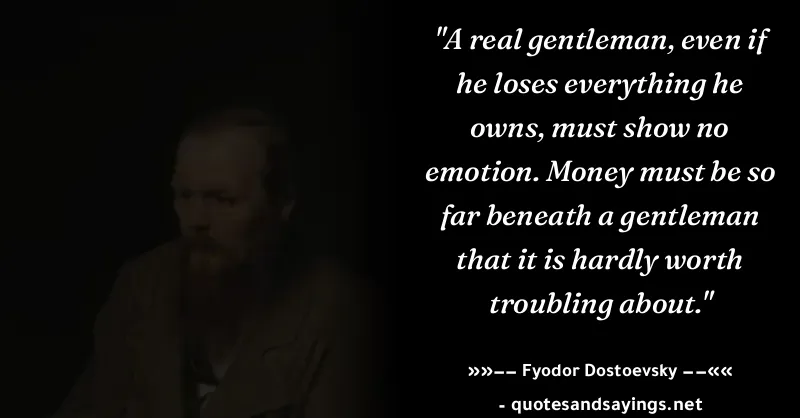 "A real gentleman, even if
he loses everything he
owns, must show no
emotion. Money must be so
far beneath a gentleman
that it is hardly worth
troubling about."
»»−− Fyodor Dostoevsky −−««
- quotesandsayings.net